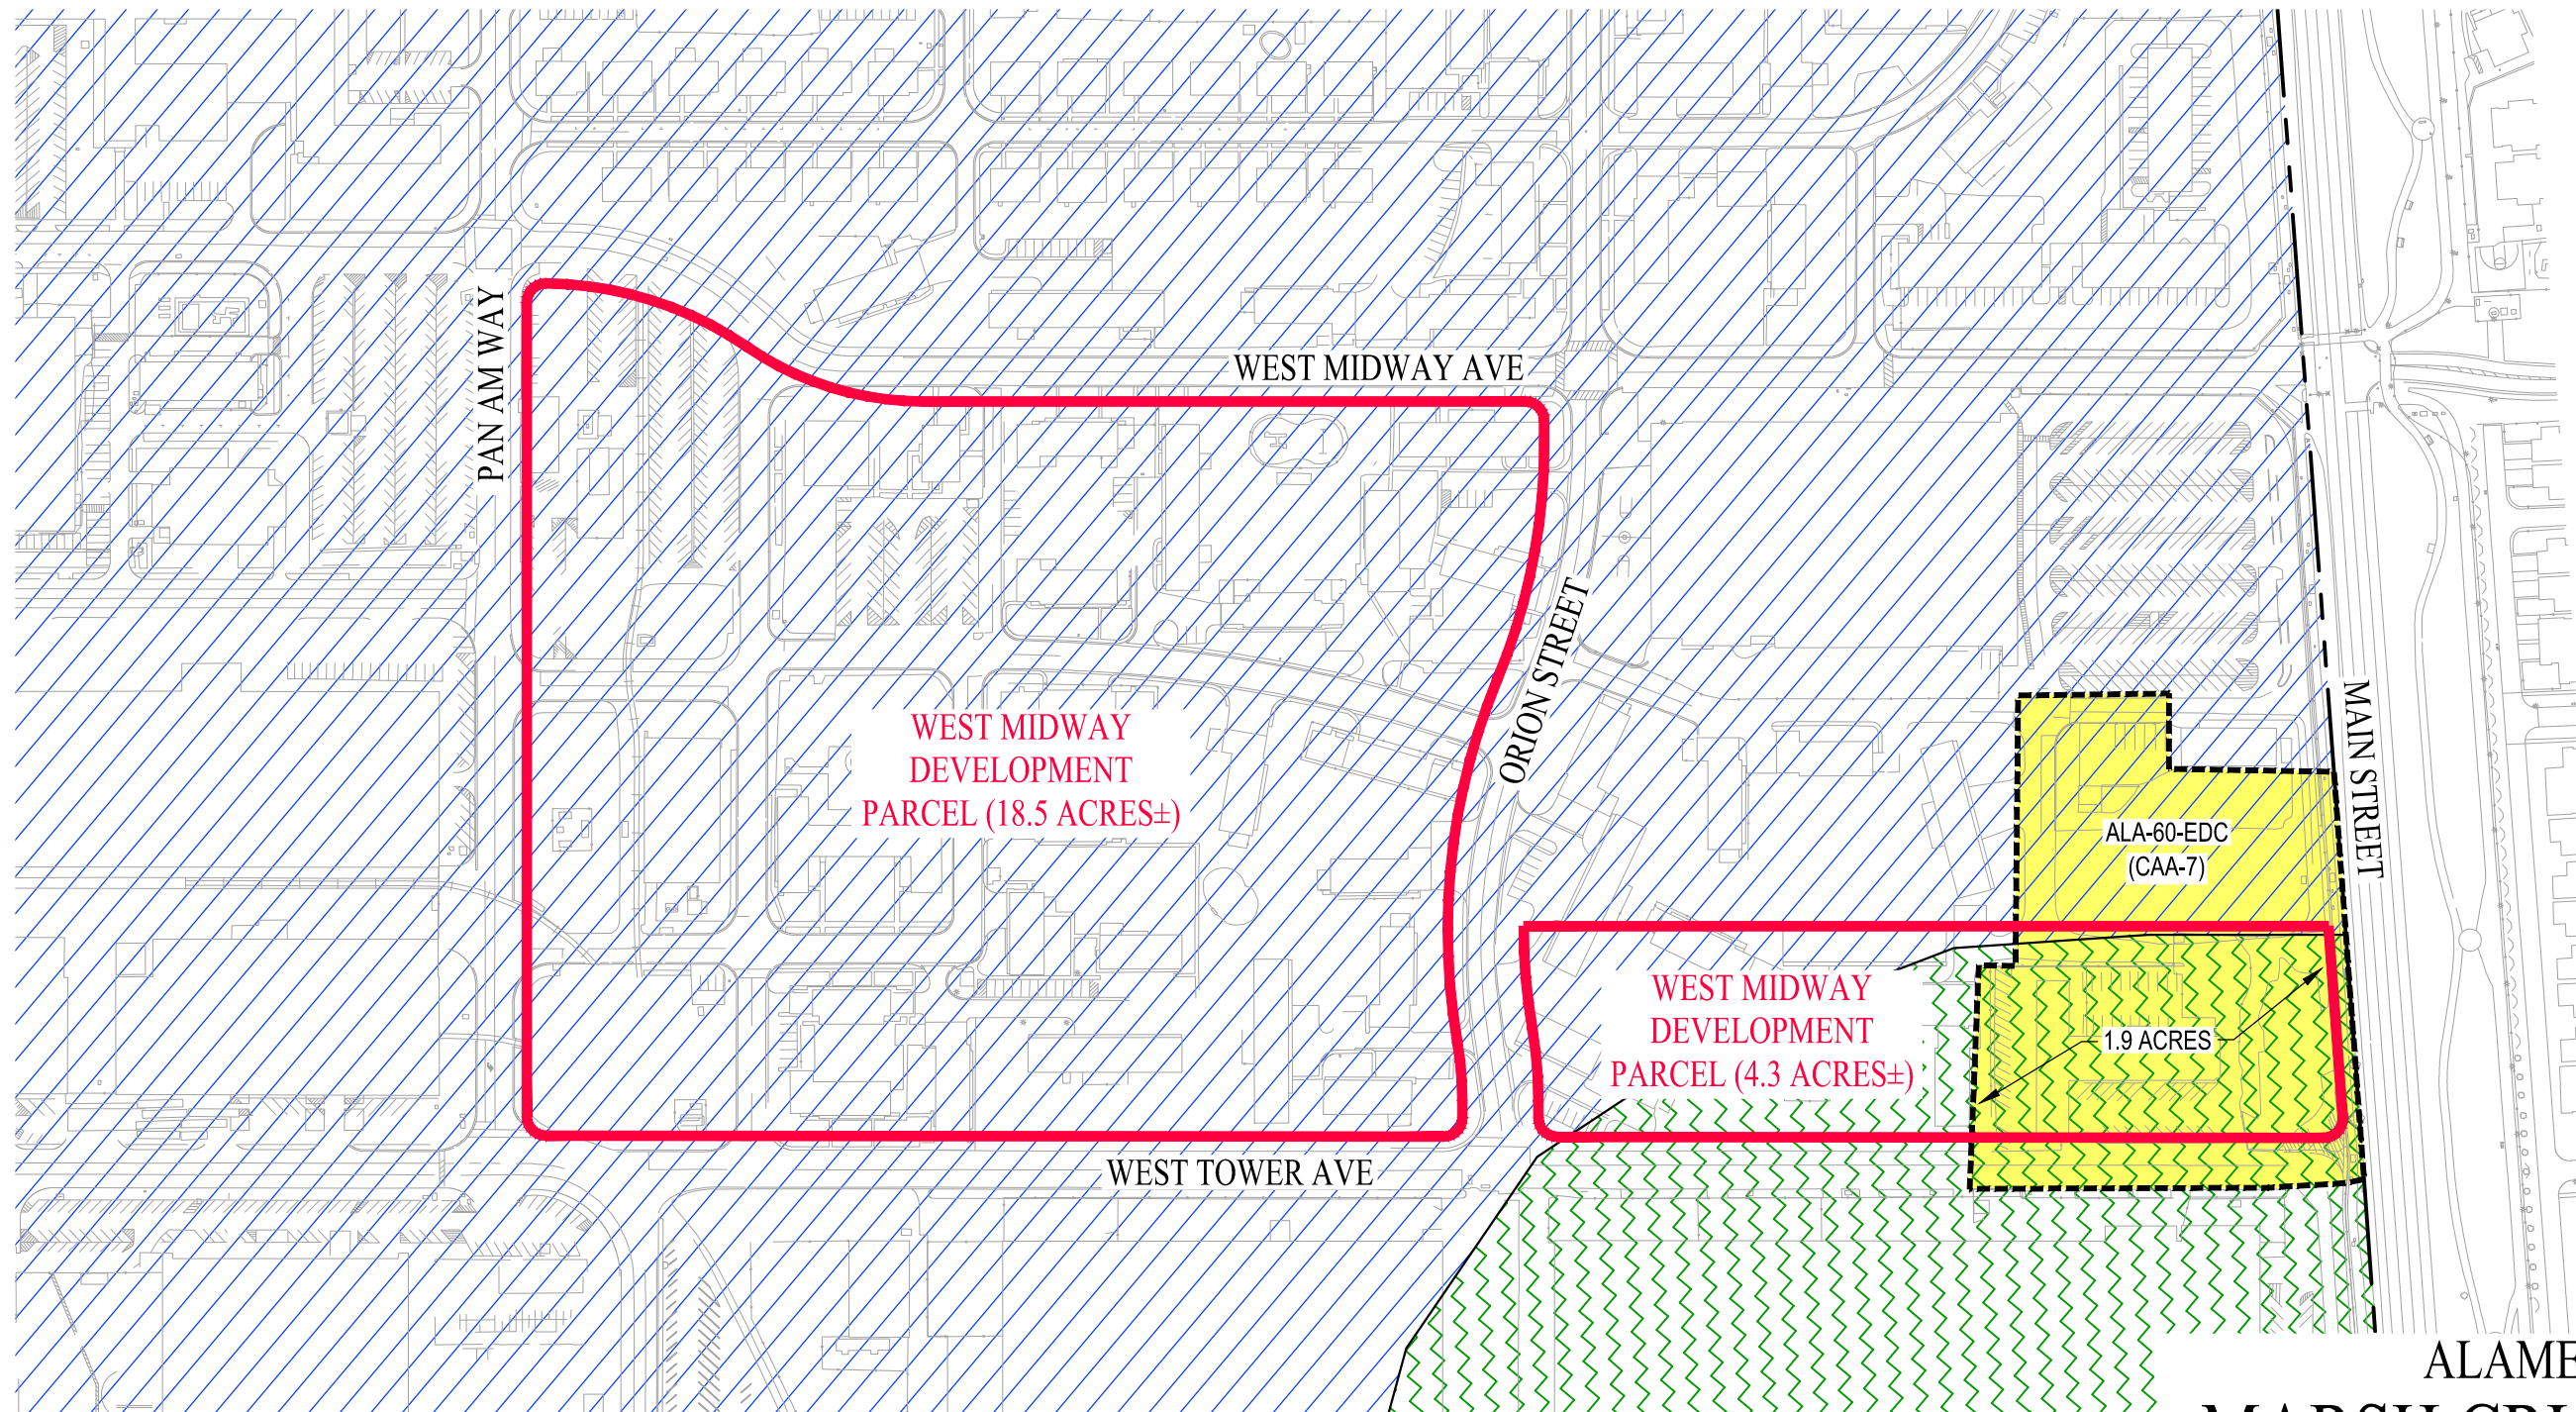 WEST MIDWAY AVE
PAN AM WAY
ORION STREET
MAIN STREET
WEST MIDWAY
DEVELOPMENT
PARCEL (18.5 ACRES±)
ALA-60-EDC
(CAA-7)
WEST MIDWAY
DEVELOPMENT
PARCEL (4.3 ACRES±)
1.9 ACRES
WEST TOWER AVE
ALAME